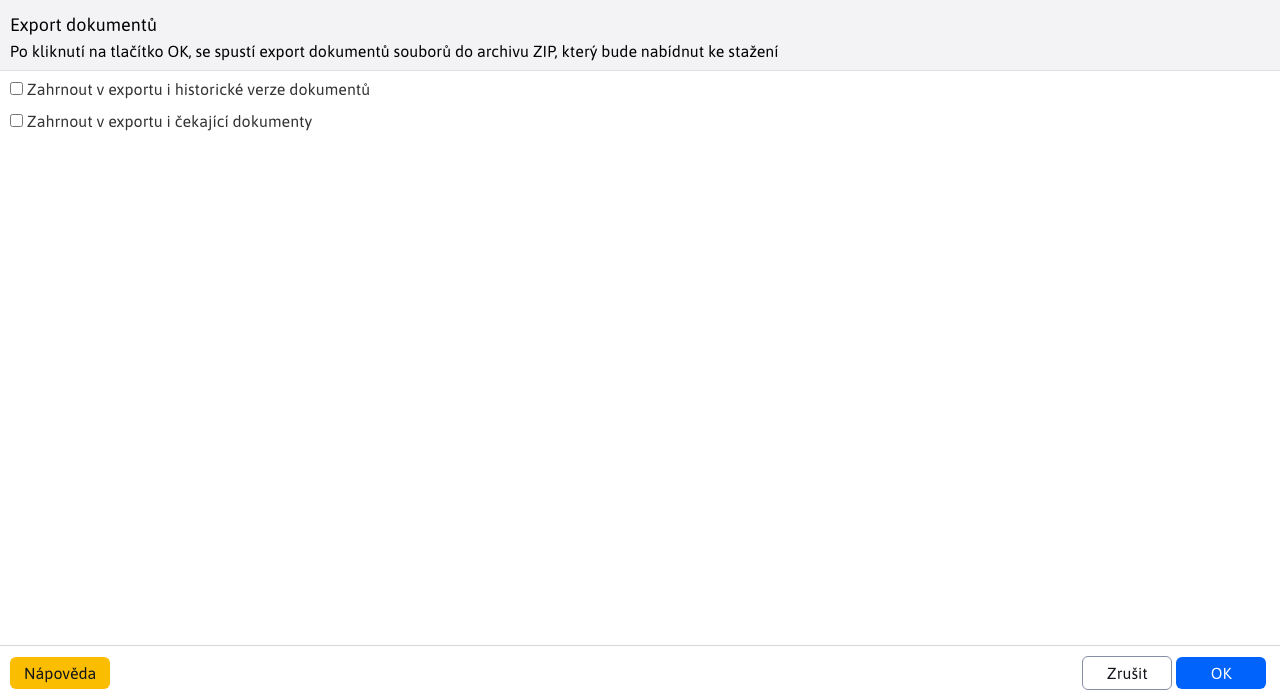 Export dokumentů
Po kliknutí na tlačítko OK, se spustí export dokumentů souborů do archivu ZIP, který bude nabídnut ke stažení
Zahrnout v exportu i historické verze dokumentů
Zahrnout v exportu i čekající dokumenty
Nápověda
Zrušit
OK